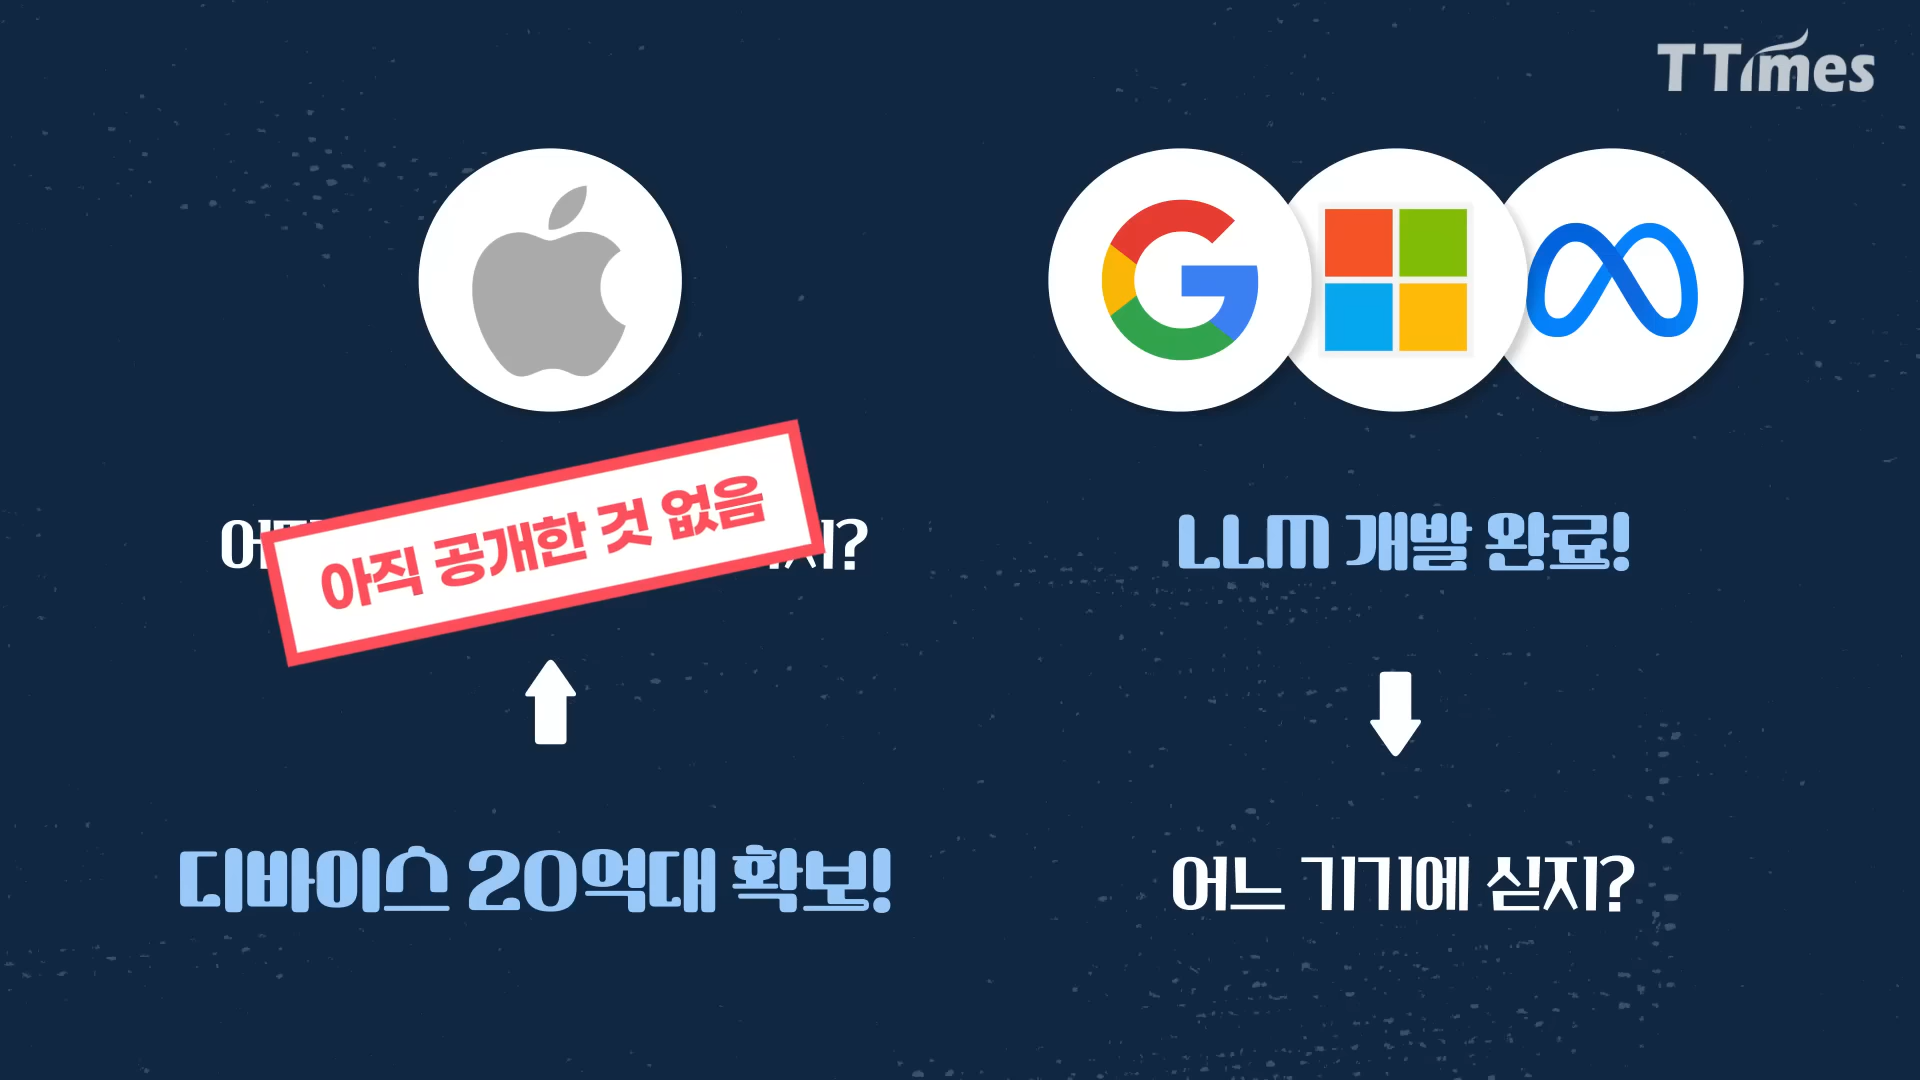 TTimes
아직 공개한 것 없음
디바이스 20억대 확보!
LLM 개발 완료!
어느 기기에 싣지?